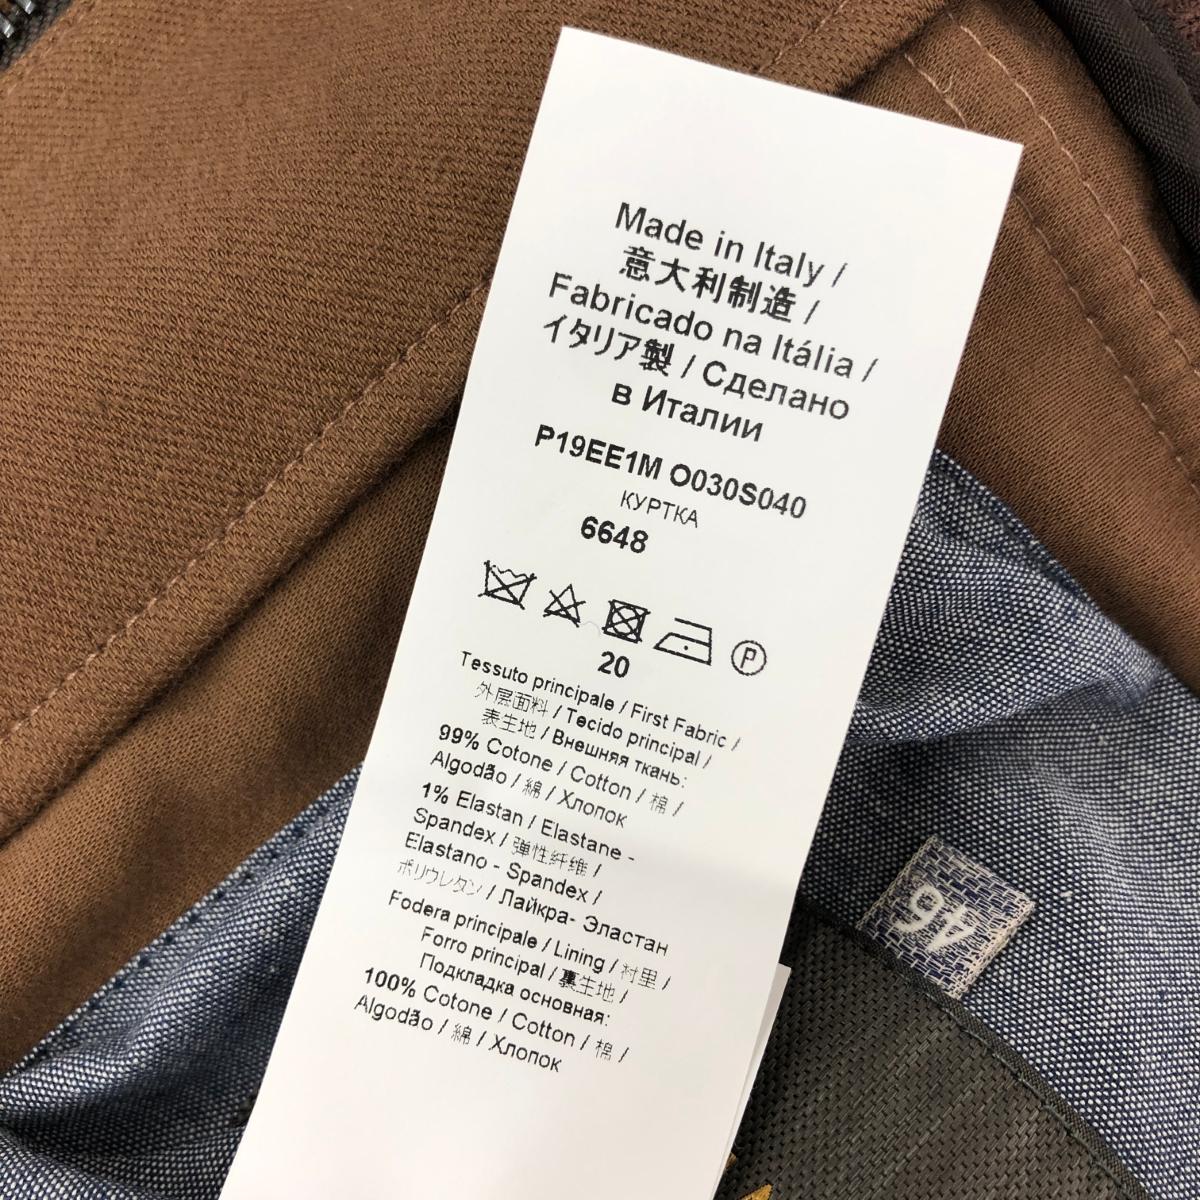 Made in Italy /
意大利制造 /
Fabricado na Itália /
イタリア製 / Сделано
в Италии
P19EE1M O030S040
КУРТКА
6648
P
20
Tessuto principale / First Fabric /
外层面料 / Tecido principal /
表生地 / Внешняя ткань:
99% Cotone / Cotton / 棉 /
Algodão / 綿 / Хлопок
1% Elastan / Elastane -
Spandex / 弹性纤维 /
Elastano - Spandex /
ポリウレタン / Лайкра- Эластан
Fodera principale / Lining / 衬里 /
Forro principal / 裏生地 /
Подкладка основная:
100% Cotone / Cotton / 棉 /
Algodão / 綿 / Хлопок
46